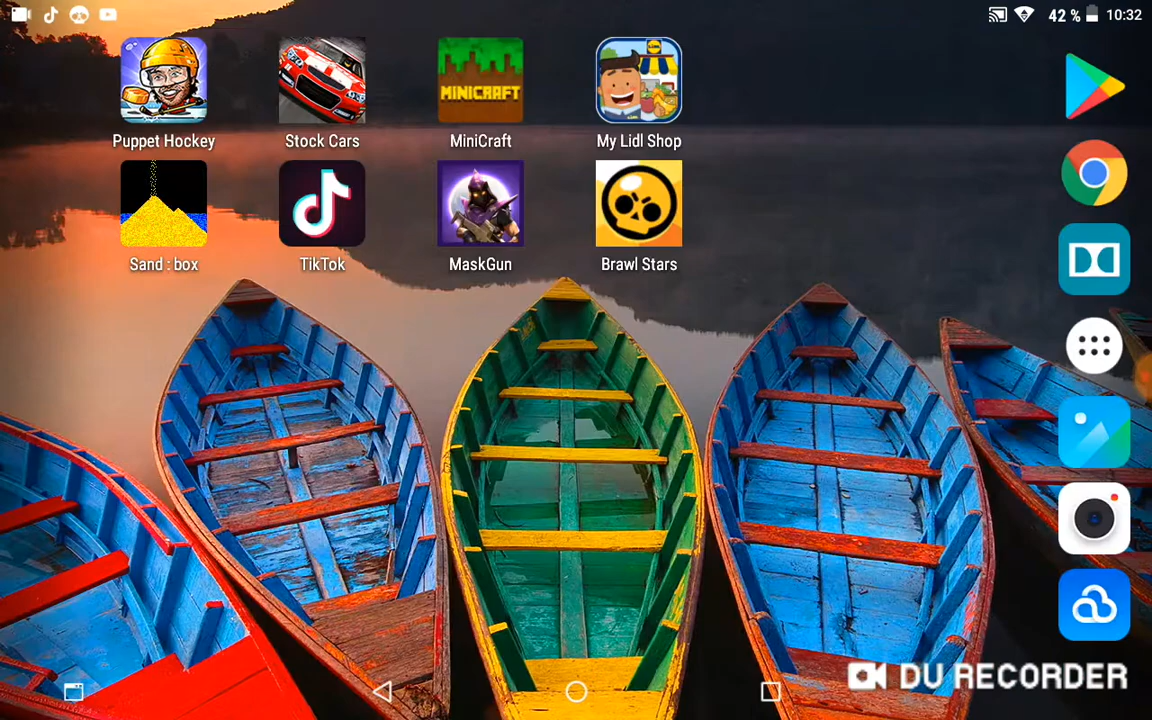 42 % 10:32
MINICRAFT
Puppet Hockey Stock Cars MiniCraft My Lidl Shop
Sand : box TikTok MaskGun Brawl Stars
DU RECORDER